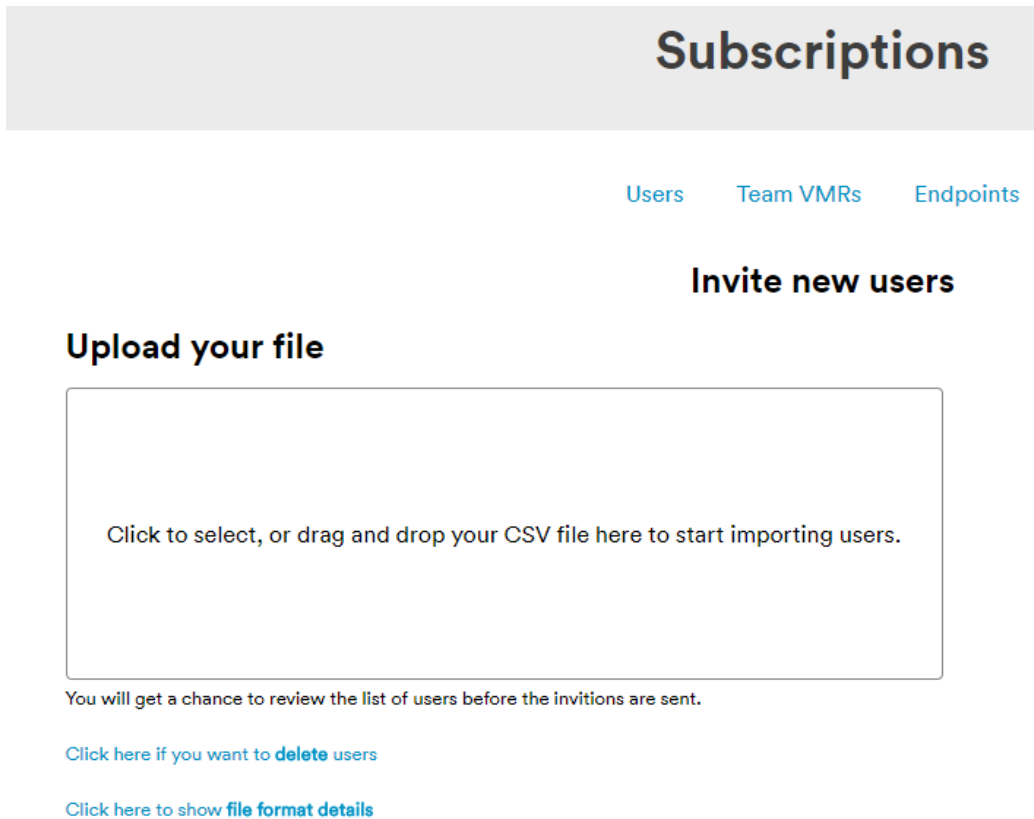 Subscriptions
Users Team VMRs Endpoints
Invite new users
Upload your file
Click to select, or drag and drop your CSV file here to start importing users.
You will get a chance to review the list of users before the invitions are sent.
Click here if you want to delete users
Click here to show file format details